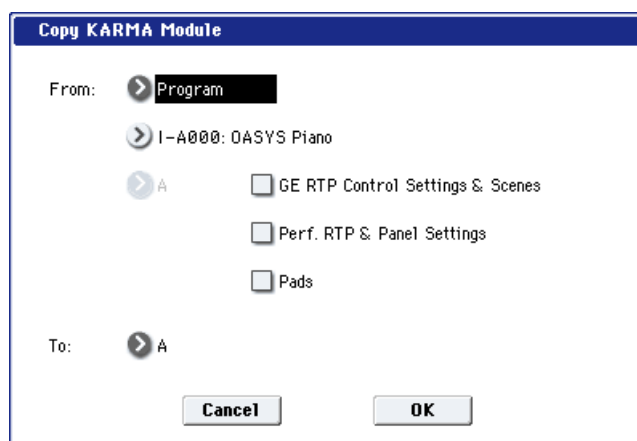 Copy KARMA Module
From: Program
I-A000: OASYS Piano
A GE RTP Control Settings & Scenes
Perf. RTP & Panel Settings
Pads
To: A
Cancel OK